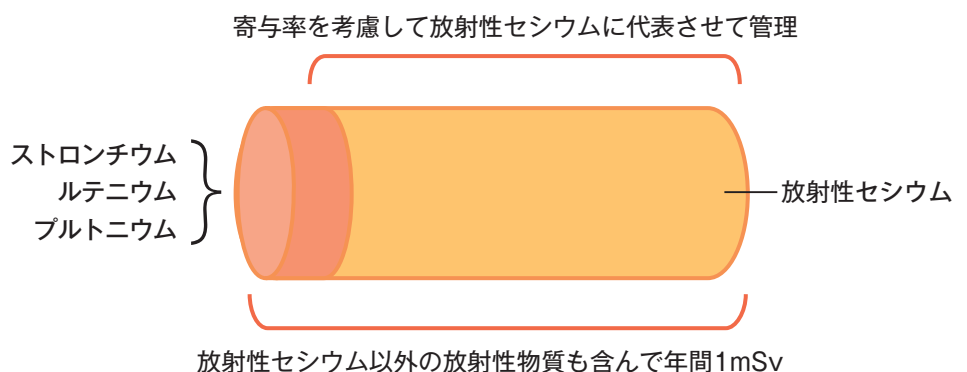 寄与率を考慮して放射性セシウムに代表させて管理
ストロンチウム
ルテニウム
プルトニウム
放射性セシウム
放射性セシウム以外の放射性物質も含んで年間1mSv